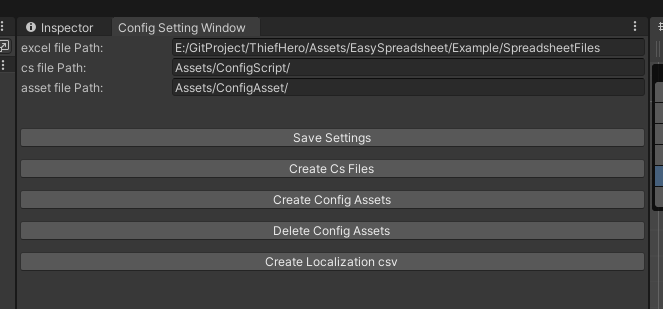 Inspector
Config Setting Window
excel file Path: E:/GitProject/ThiefHero/Assets/EasySpreadsheet/Example/SpreadsheetFiles
cs file Path: Assets/ConfigScript/
asset file Path: Assets/ConfigAsset/
Save Settings
Create Cs Files
Create Config Assets
Delete Config Assets
Create Localization csv